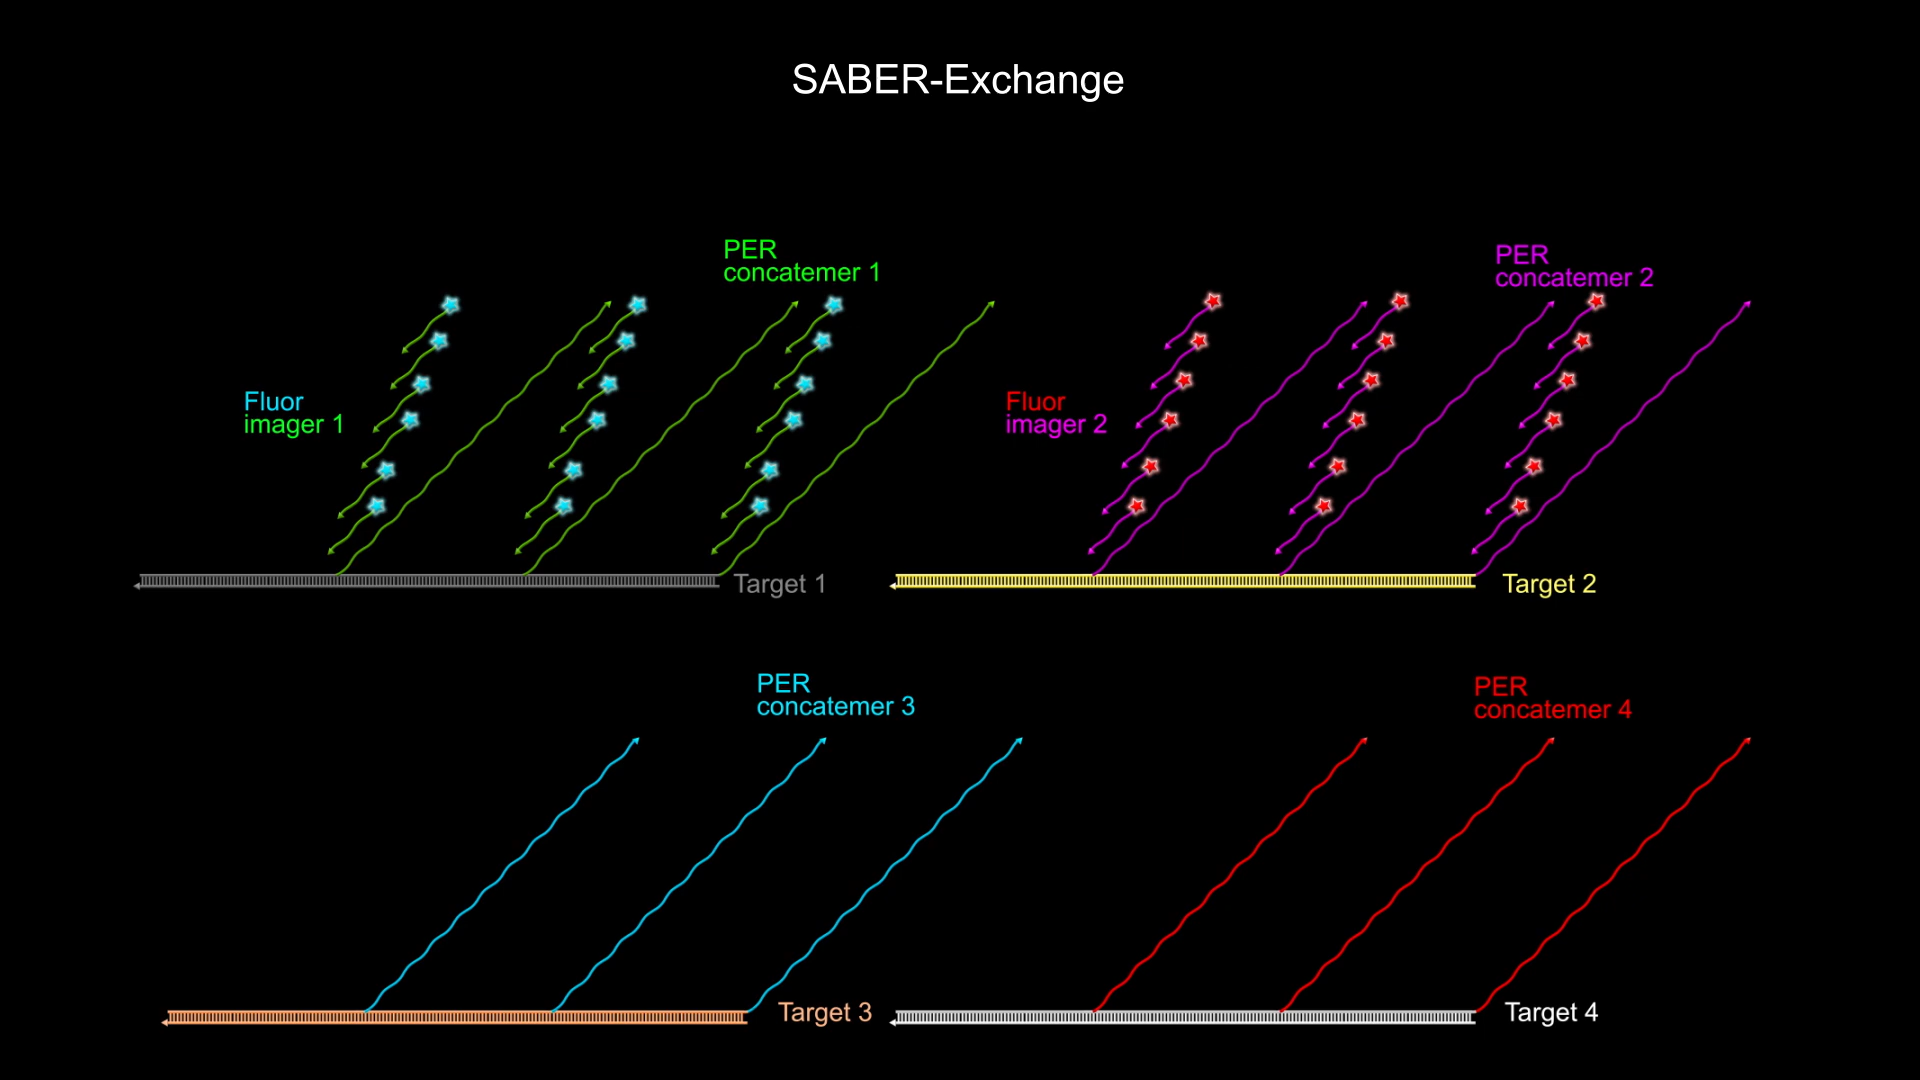 SABER-Exchange
PER
concatemer 1
PER
concatemer 2
Fluor
imager 1
Fluor
imager 2
Target 1
Target 2
PER
concatemer 3
PER
concatemer 4
Target 3
Target 4